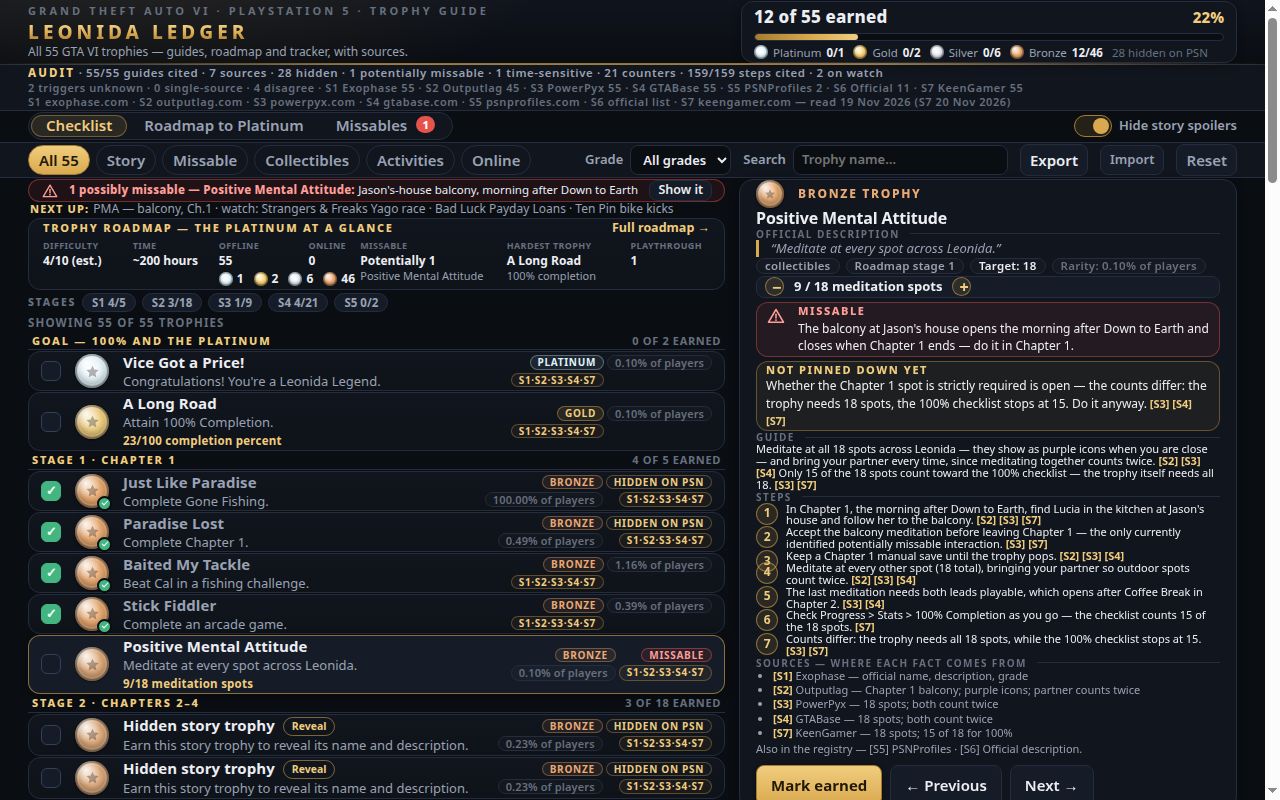 GRAND THEFT AUTO VI · PLAYSTATION 5 · TROPHY GUIDE
LEONIDA LEDGER
All 55 GTA VI trophies — guides, roadmap and tracker, with sources.
12 of 55 earned 22%
Platinum 0/1 Gold 0/2 Silver 0/6 Bronze 12/46 28 hidden on PSN
AUDIT · 55/55 guides cited · 7 sources · 28 hidden · 1 potentially missable · 1 time-sensitive · 21 counters · 159/159 steps cited · 2 on watch
2 triggers unknown · 0 single-source · 4 disagree · S1 Exophase 55 · S2 Outputlag 45 · S3 PowerPyx 55 · S4 GTABase 55 · S5 PSNProfiles 2 · S6 Official 11 · S7 KeenGamer 55
S1 exophase.com · S2 outputlag.com · S3 powerpyx.com · S4 gtabase.com · S5 psnprofiles.com · S6 official list · S7 keengamer.com — read 19 Nov 2026 (S7 20 Nov 2026)
Checklist Roadmap to Platinum Missables 1 Hide story spoilers
All 55 Story Missable Collectibles Activities Online Grade All grades Search Trophy name... Export Import Reset
1 possibly missable — Positive Mental Attitude: Jason's-house balcony, morning after Down to Earth Show it
NEXT UP: PMA — balcony, Ch.1 · watch: Strangers & Freaks Yago race · Bad Luck Payday Loans · Ten Pin bike kicks
TROPHY ROADMAP — THE PLATINUM AT A GLANCE Full roadmap →
DIFFICULTY TIME OFFLINE ONLINE MISSABLE HARDEST TROPHY PLAYTHROUGH
4/10 (est.) ~200 hours 55 0 Potentially 1 A Long Road 1
1 2 6 46 Positive Mental Attitude 100% completion
STAGES S1 4/5 S2 3/18 S3 1/9 S4 4/21 S5 0/2
SHOWING 55 OF 55 TROPHIES
GOAL — 100% AND THE PLATINUM 0 OF 2 EARNED
Vice Got a Price! PLATINUM 0.10% of players
Congratulations! You're a Leonida Legend. S1·S2·S3·S4·S7
A Long Road GOLD 0.10% of players
Attain 100% Completion. S1·S2·S3·S4·S7
23/100 completion percent
STAGE 1 · CHAPTER 1 4 OF 5 EARNED
Just Like Paradise BRONZE HIDDEN ON PSN
Complete Gone Fishing. 100.00% of players S1·S2·S3·S4·S7
Paradise Lost BRONZE HIDDEN ON PSN
Complete Chapter 1. 0.49% of players S1·S2·S3·S4·S7
Baited My Tackle BRONZE 1.16% of players
Beat Cal in a fishing challenge. S1·S2·S3·S4·S7
Stick Fiddler BRONZE 0.39% of players
Complete an arcade game. S1·S2·S3·S4·S7
Positive Mental Attitude BRONZE MISSABLE
Meditate at every spot across Leonida. 0.10% of players S1·S2·S3·S4·S7
9/18 meditation spots
STAGE 2 · CHAPTERS 2–4 3 OF 18 EARNED
Hidden story trophy Reveal BRONZE HIDDEN ON PSN
Earn this story trophy to reveal its name and description. 0.23% of players S1·S2·S3·S4·S7
Hidden story trophy Reveal BRONZE HIDDEN ON PSN
Earn this story trophy to reveal its name and description. 0.23% of players S1·S2·S3·S4·S7
BRONZE TROPHY
Positive Mental Attitude
OFFICIAL DESCRIPTION
“Meditate at every spot across Leonida.”
collectibles Roadmap stage 1 Target: 18 Rarity: 0.10% of players
− 9 / 18 meditation spots +
MISSABLE
The balcony at Jason's house opens the morning after Down to Earth and
closes when Chapter 1 ends — do it in Chapter 1.
NOT PINNED DOWN YET
Whether the Chapter 1 spot is strictly required is open — the counts differ: the
trophy needs 18 spots, the 100% checklist stops at 15. Do it anyway. [S3] [S4]
[S7]
GUIDE
Meditate at all 18 spots across Leonida — they show as purple icons when you are close
— and bring your partner every time, since meditating together counts twice. [S2] [S3]
[S4] Only 15 of the 18 spots count toward the 100% checklist — the trophy itself needs all
18. [S3] [S7]
STEPS
1 In Chapter 1, the morning after Down to Earth, find Lucia in the kitchen at Jason's
house and follow her to the balcony. [S2] [S3] [S7]
2 Accept the balcony meditation before leaving Chapter 1 — the only currently
identified potentially missable interaction. [S3] [S7]
3 Keep a Chapter 1 manual save until the trophy pops. [S2] [S3] [S4]
4 Meditate at every other spot (18 total), bringing your partner so outdoor spots
count twice. [S2] [S3] [S4]
5 The last meditation needs both leads playable, which opens after Coffee Break in
Chapter 2. [S3] [S4]
6 Check Progress > Stats > 100% Completion as you go — the checklist counts 15 of
the 18 spots. [S7]
7 Counts differ: the trophy needs all 18 spots, while the 100% checklist stops at 15.
[S3] [S7]
SOURCES — WHERE EACH FACT COMES FROM
• [S1] Exophase — official name, description, grade
• [S2] Outputlag — Chapter 1 balcony; purple icons; partner counts twice
• [S3] PowerPyx — 18 spots; both count twice
• [S4] GTABase — 18 spots; both count twice
• [S7] KeenGamer — 18 spots; 15 of 18 for 100%
Also in the registry — [S5] PSNProfiles · [S6] Official description.
Mark earned ← Previous Next →